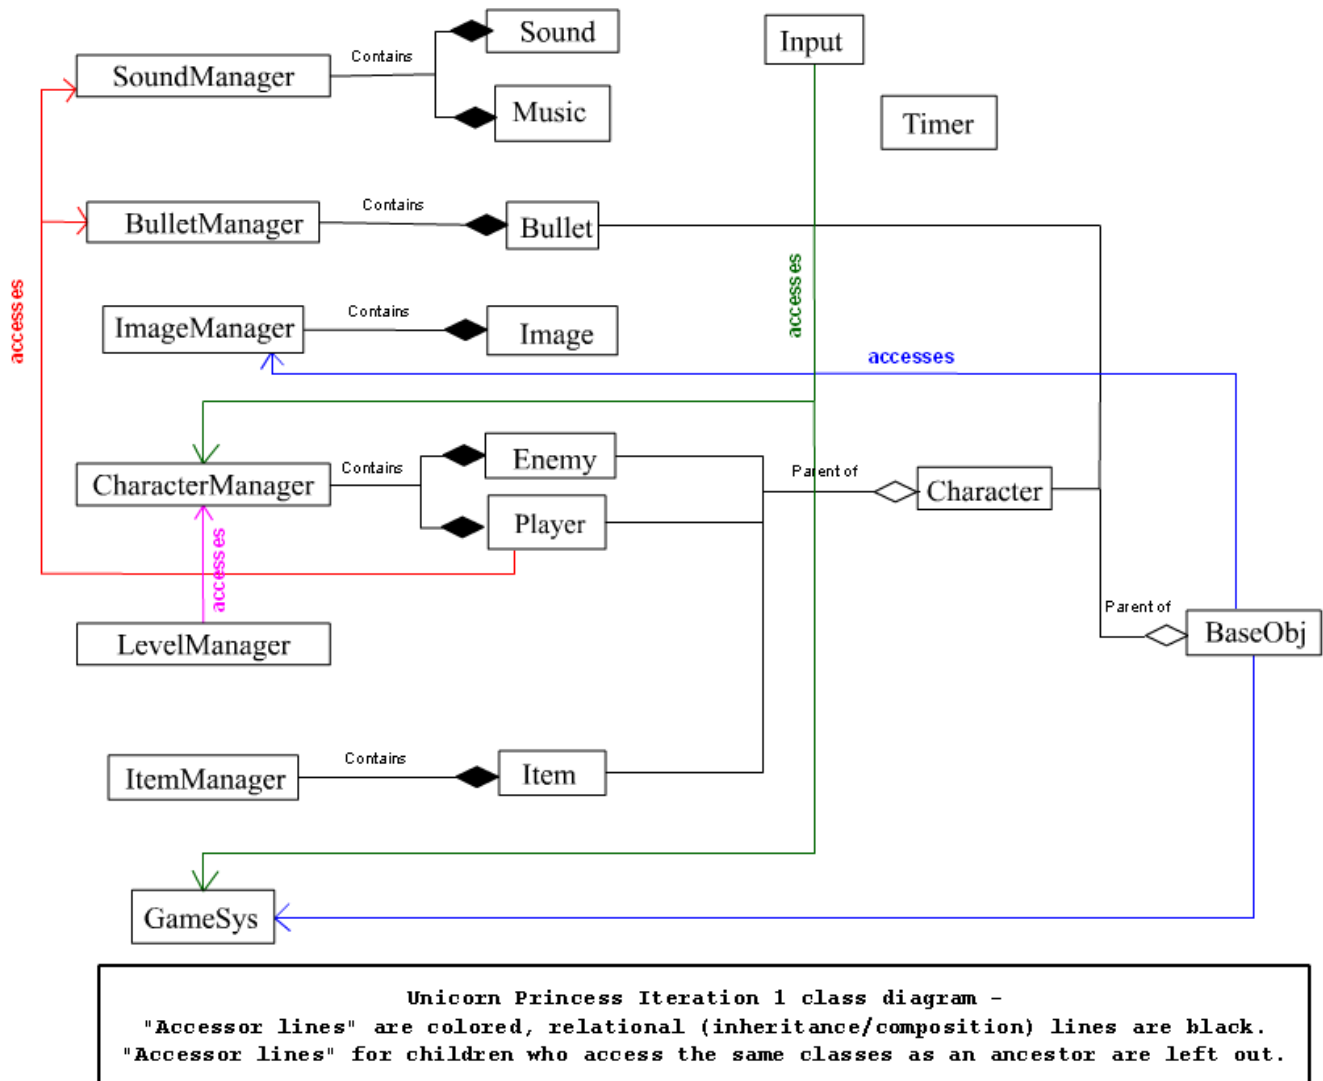 Sound
Input
Contains
SoundManager
Music
Timer
Contains
BulletManager
Bullet
accesses
accesses
Contains
ImageManager
Image
accesses
Enemy
Contains
Parent of
CharacterManager
Character
Player
accesses
Parent of
BaseObj
LevelManager
Contains
ItemManager
Item
GameSys
Unicorn Princess Iteration 1 class diagram -
"Accessor lines" are colored, relational (inheritance/composition) lines are black.
"Accessor lines" for children who access the same classes as an ancestor are left out.